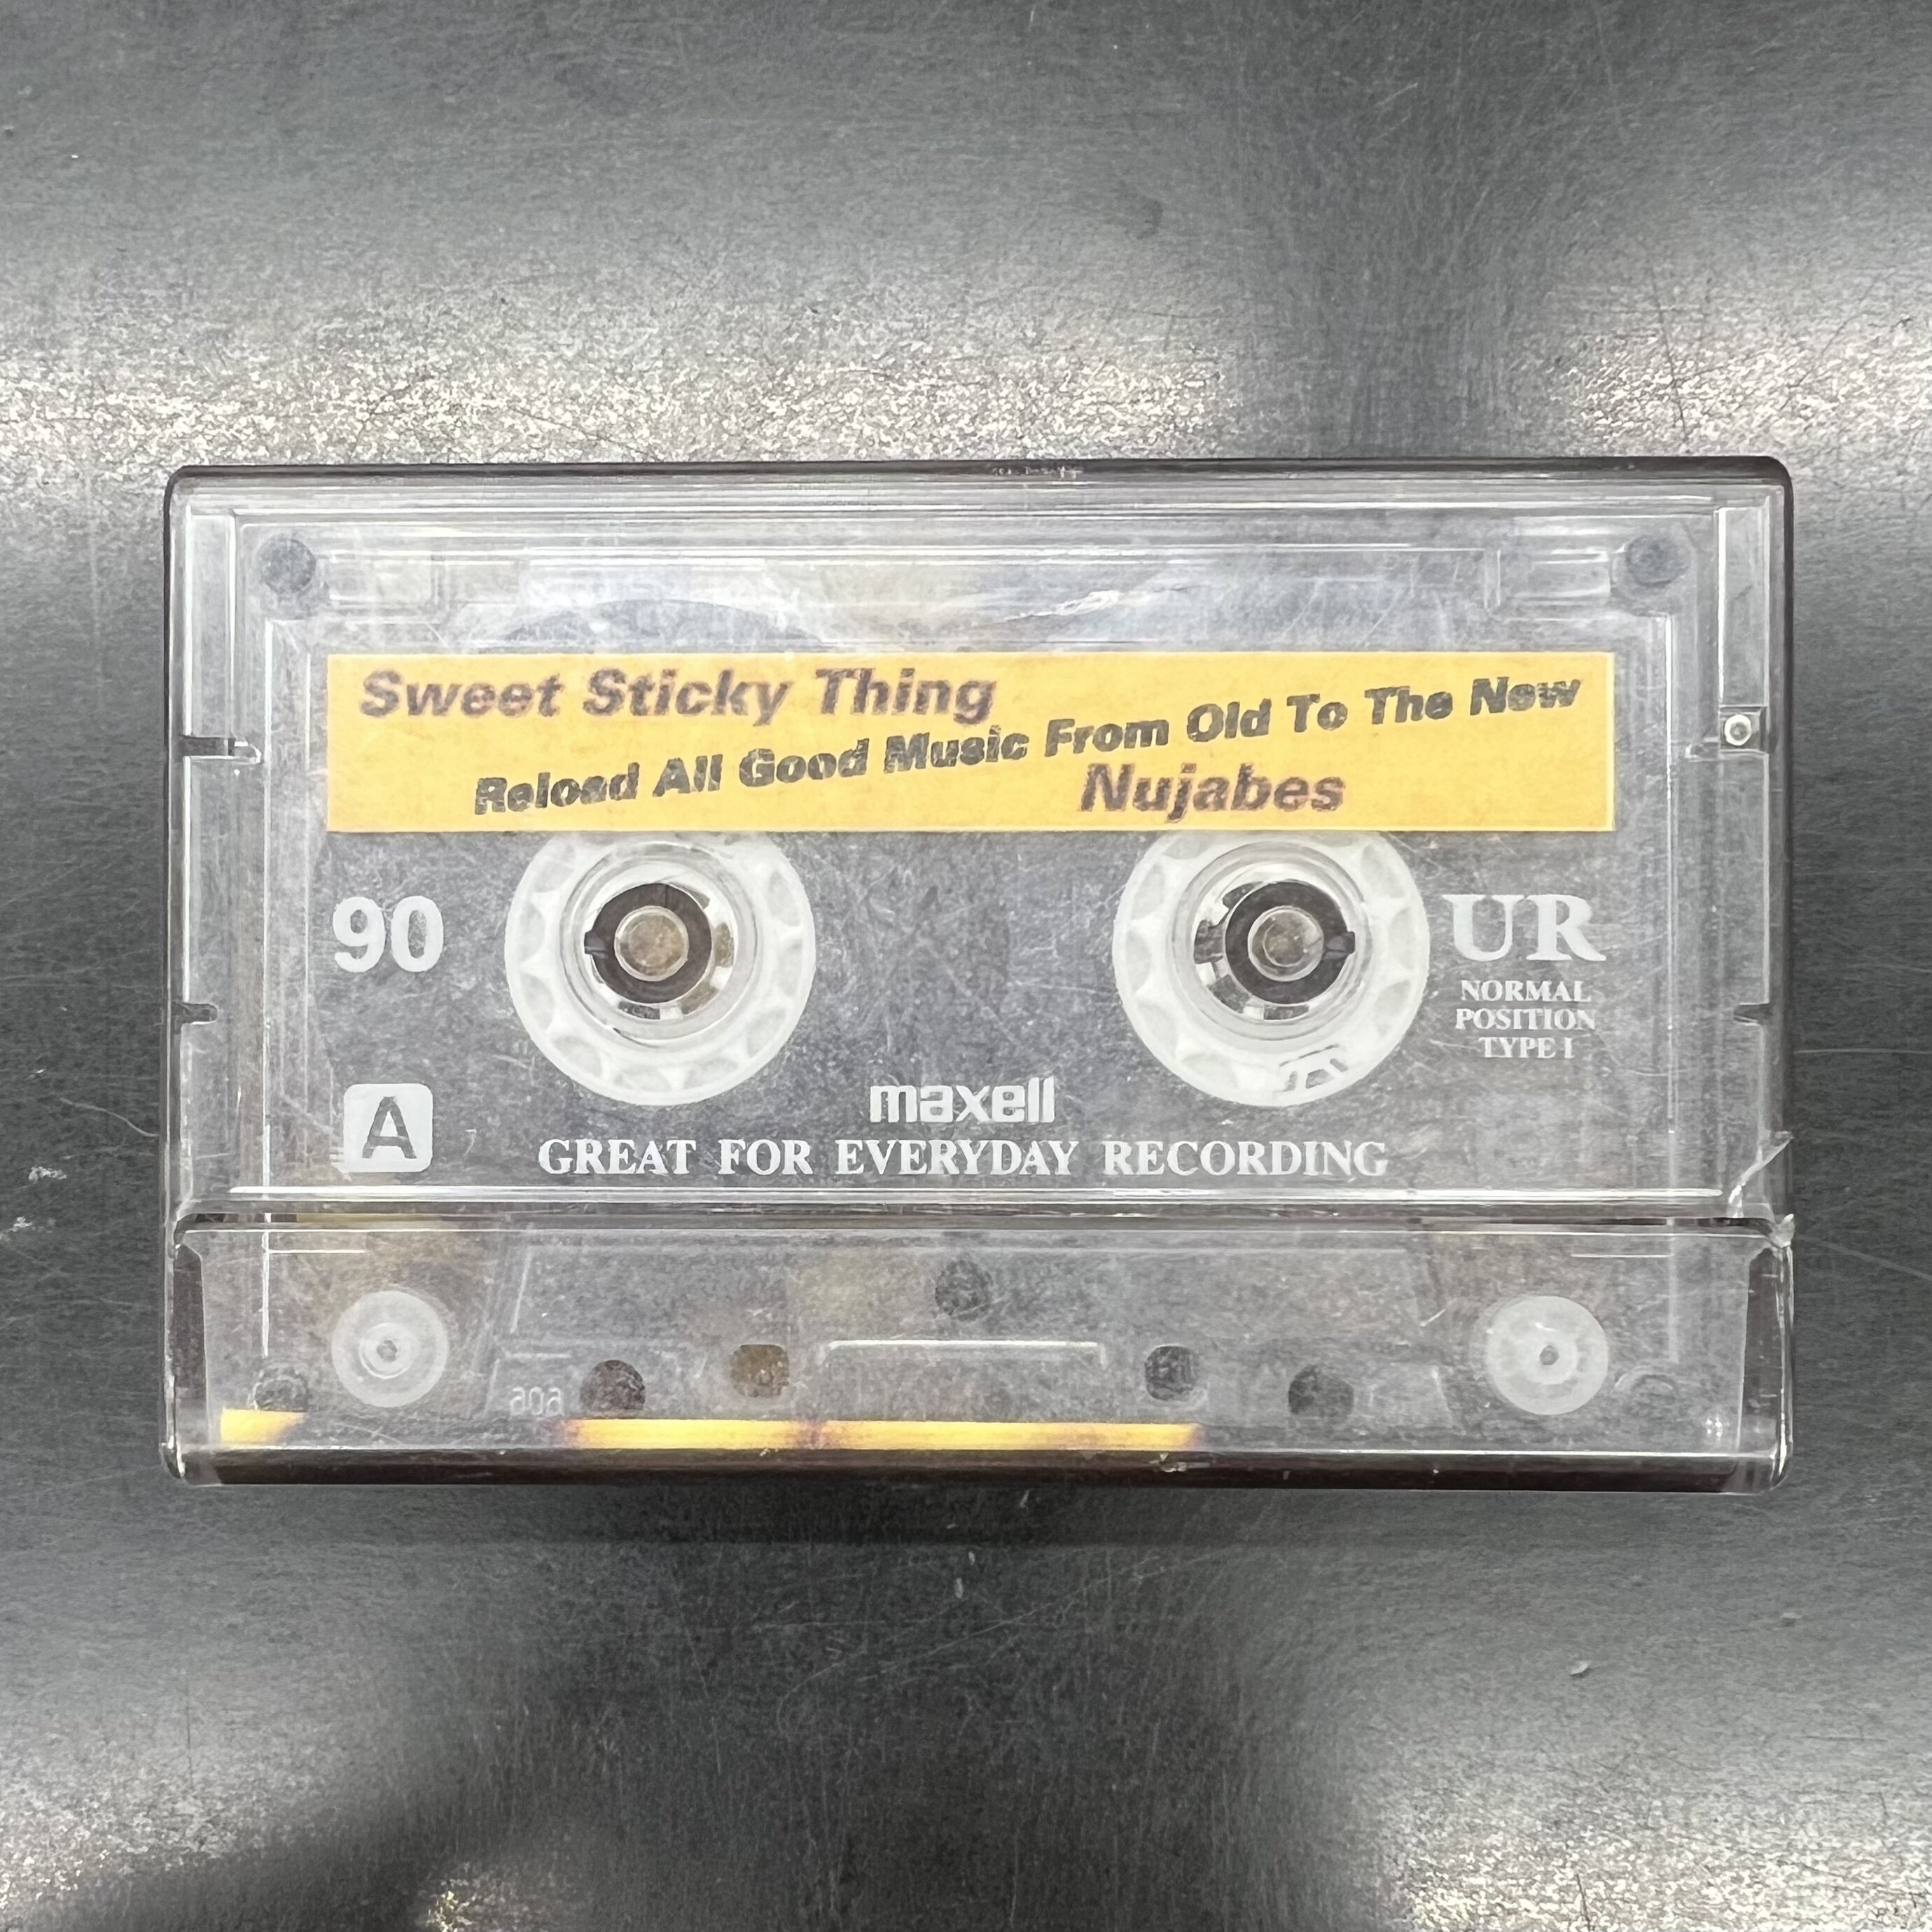 Sweet Sticky Thing
Reload All Good Music From Old To The New
Nujabes
90
UR
NORMAL
POSITION
TYPE I
A
maxell
GREAT FOR EVERYDAY RECORDING